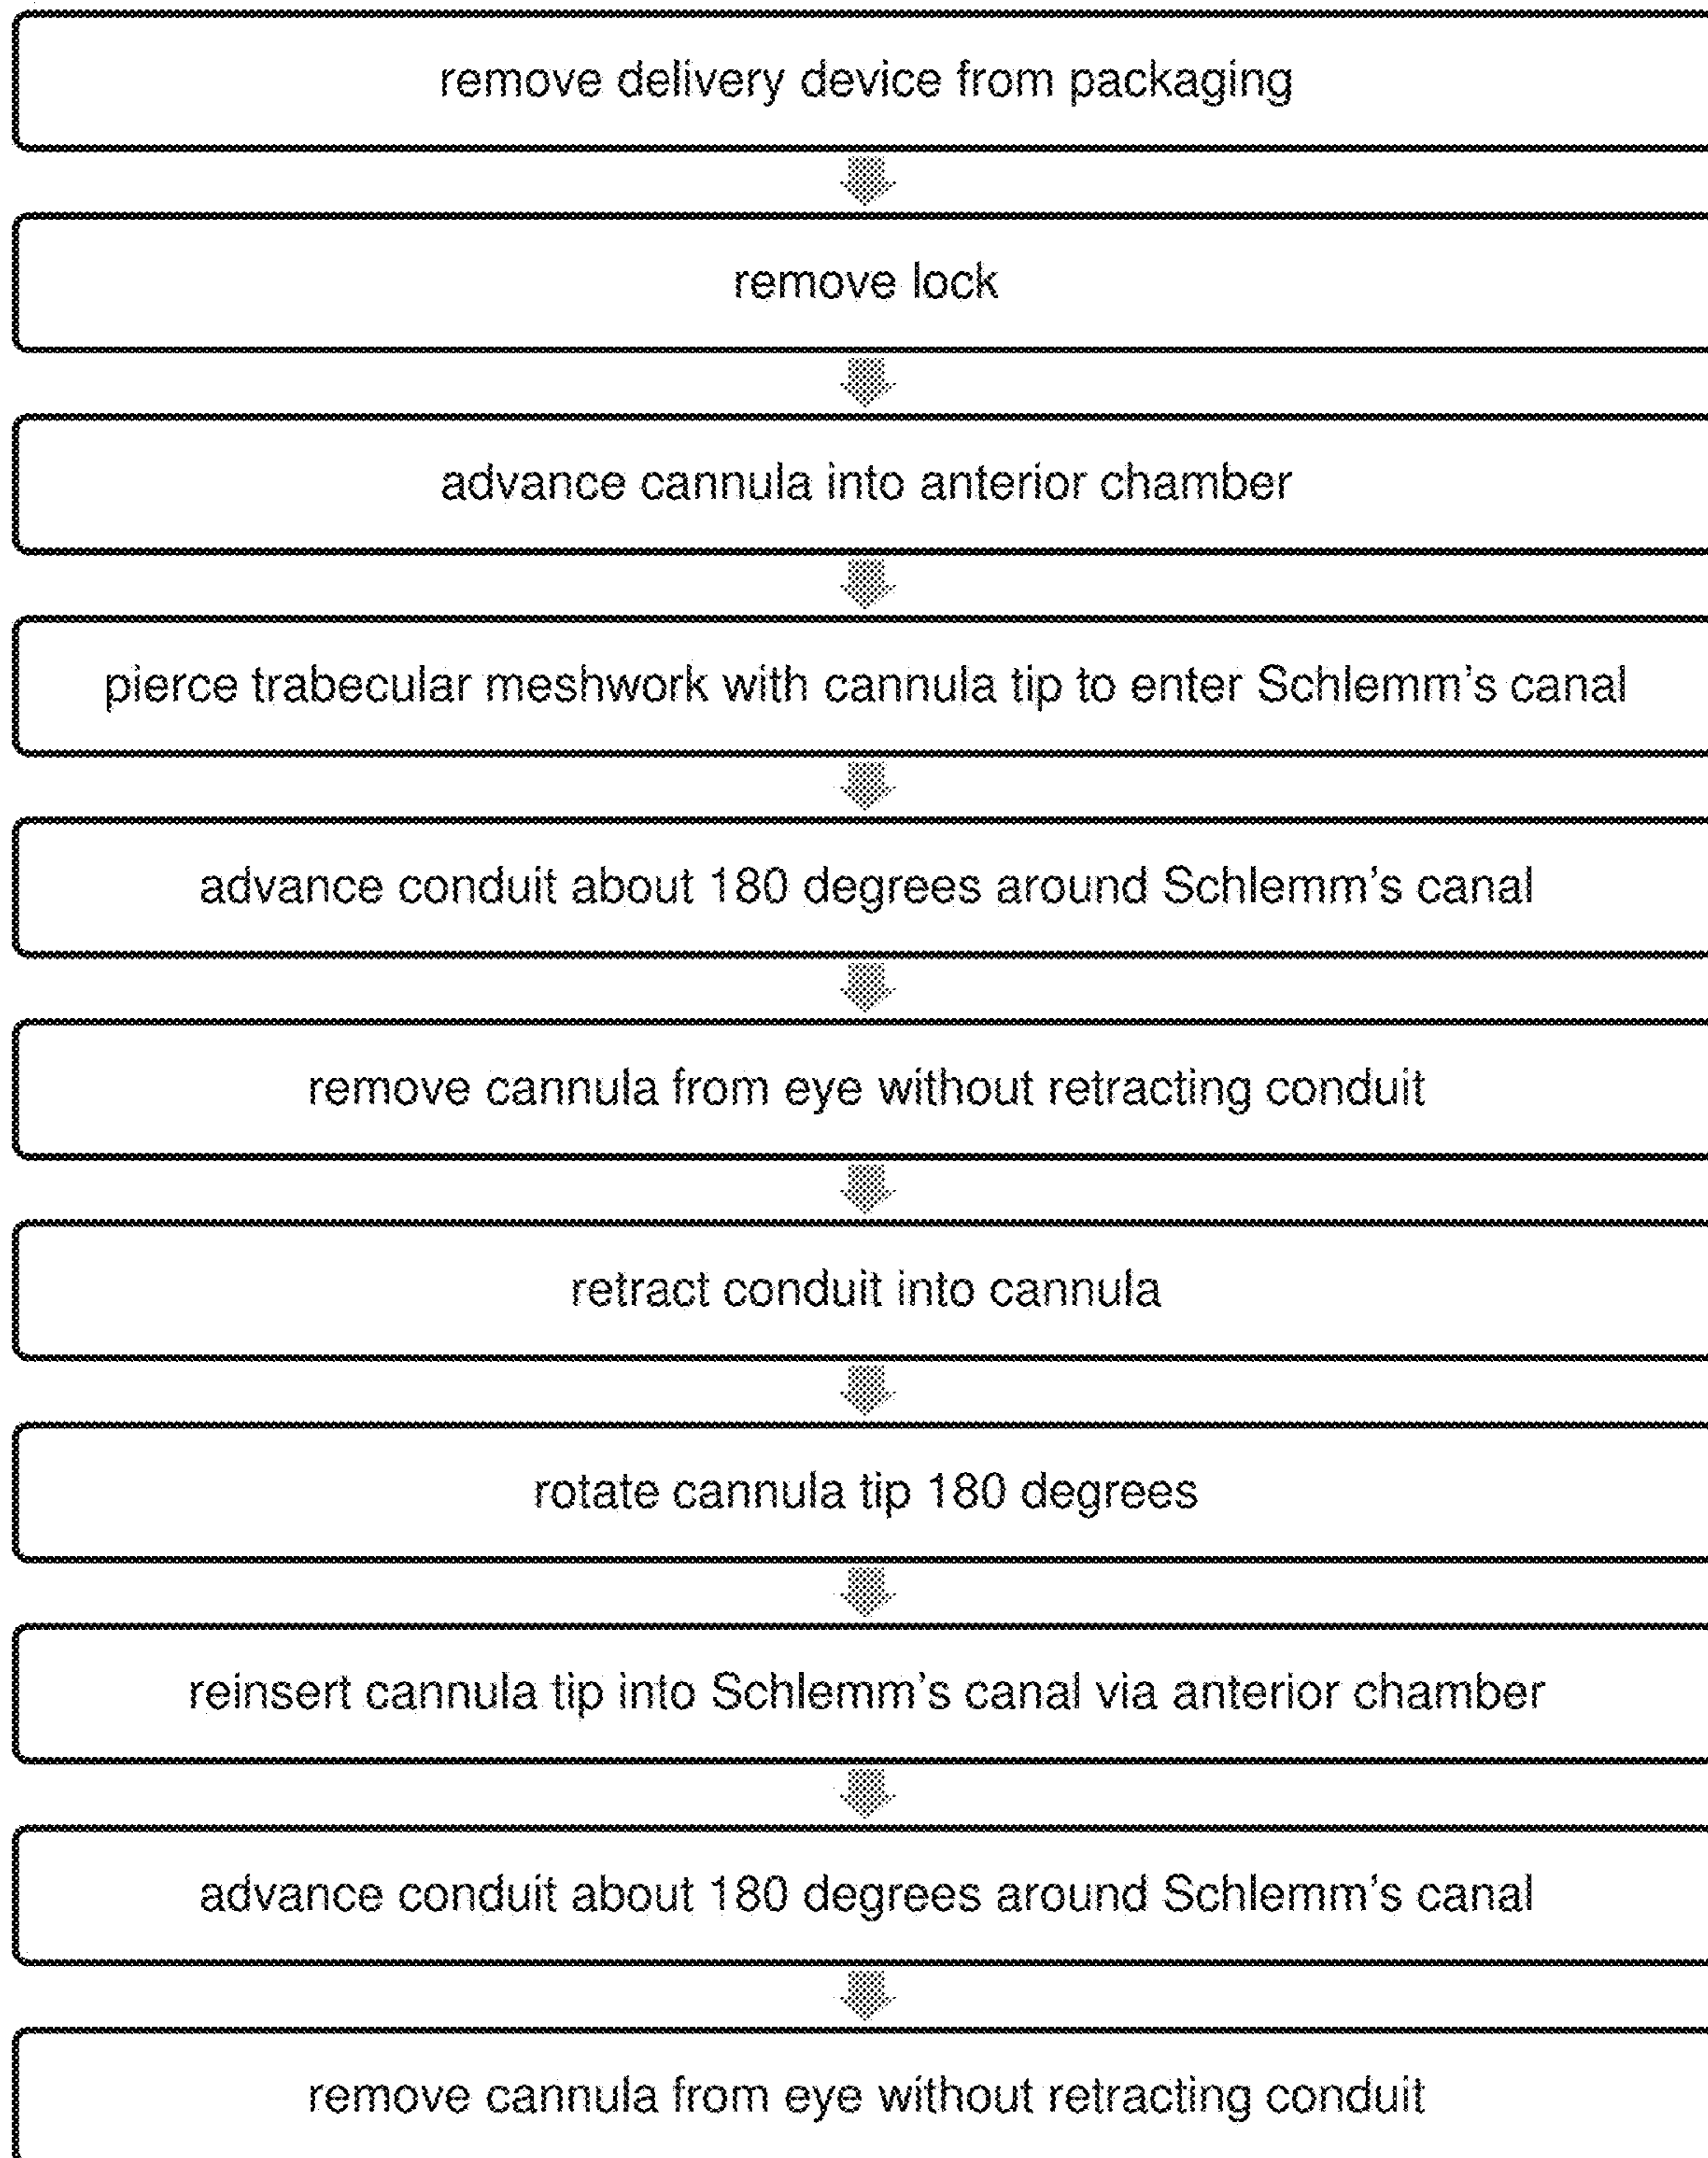 remove delivery device from packaging
remove lock
advance cannula into anterior chamber
pierce trabecular meshwork with cannula tip to enter Schlemm's canal
advance conduit about 180 degrees around Schlemm's canal
remove cannula from eye without retracting conduit
retract conduit into cannula
rotate cannula tip 180 degrees
reinsert cannula tip into Schlemm's canal via anterior chamber
advance conduit about 180 degrees around Schlemm's canal
remove cannula from eye without retracting conduit